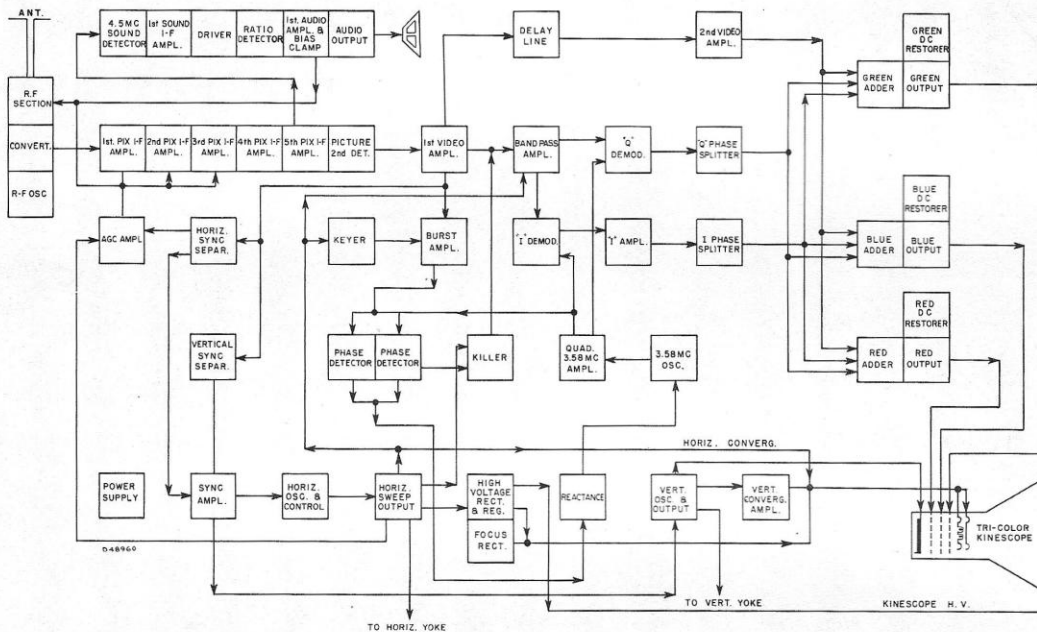 ANT.
4.5MC
SOUND
DETECTOR
1st SOUND
I-F
AMPL.
DRIVER
RATIO
DETECTOR
1st. AUDIO
AMPL. &
BIAS
CLAMP
AUDIO
OUTPUT
DELAY
LINE
2nd VIDEO
AMPL.
GREEN
DC
RESTORER
GREEN
ADDER
GREEN
OUTPUT
R.F
SECTION
CONVERT.
R-F OSC
1st. PIX I-F
AMPL.
2nd PIX I-F
AMPL.
3rd PIX I-F
AMPL.
4th PIX I-F
AMPL.
5th PIX I-F
AMPL.
PICTURE
2nd DET.
1st VIDEO
AMPL.
BAND PASS
AMPL.
"Q"
DEMOD.
"Q" PHASE
SPLITTER
BLUE
DC
RESTORER
AGC AMPL
HORIZ.
SYNC
SEPAR.
KEYER
BURST
AMPL.
"I" DEMOD.
"I" AMPL.
I PHASE
SPLITTER
BLUE
ADDER
BLUE
OUTPUT
RED
DC
RESTORER
VERTICAL
SYNC
SEPAR.
PHASE
DETECTOR
PHASE
DETECTOR
KILLER
QUAD.
3.58MC
AMPL.
3.58MC
OSC.
RED
ADDER
RED
OUTPUT
HORIZ. CONVERG.
POWER
SUPPLY
SYNC
AMPL.
HORIZ.
OSC. &
CONTROL
HORIZ.
SWEEP
OUTPUT
HIGH
VOLTAGE
RECT.
& REG.
FOCUS
RECT.
REACTANCE
VERT.
OSC &
OUTPUT
VERT.
CONVERG.
AMPL.
TRI-COLOR
KINESCOPE
D48960
TO VERT. YOKE
KINESCOPE H.V.
TO HORIZ. YOKE